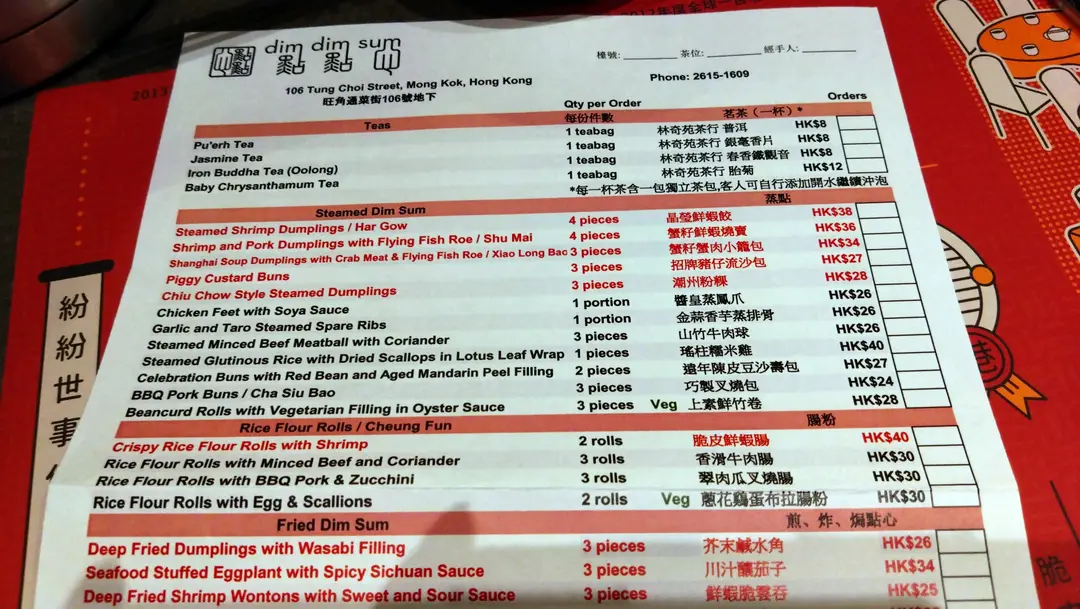 點點心 dim dim sum 點點心
檯號: ________ 茶位: ________ 經手人: ________
106 Tung Choi Street, Mong Kok, Hong Kong
Phone: 2615-1609
旺角通菜街106號地下
Qty per Order Orders
Teas 每份件數 茗茶（一杯）*
Pu'erh Tea 1 teabag 林奇苑茶行 普洱 HK$8
Jasmine Tea 1 teabag 林奇苑茶行 銀毫香片 HK$8
Iron Buddha Tea (Oolong) 1 teabag 林奇苑茶行 春香鐵觀音 HK$8
Baby Chrysanthamum Tea 1 teabag 林奇苑茶行 胎菊 HK$12
*每一杯茶含一包獨立茶包,客人可自行添加開水繼續沖泡
Steamed Dim Sum 蒸點
Steamed Shrimp Dumplings / Har Gow 4 pieces 晶瑩鮮蝦餃 HK$38
Shrimp and Pork Dumplings with Flying Fish Roe / Shu Mai 4 pieces 蟹籽鮮蝦燒賣 HK$36
Shanghai Soup Dumplings with Crab Meat & Flying Fish Roe / Xiao Long Bao 3 pieces 蟹籽蟹肉小籠包 HK$34
Piggy Custard Buns 3 pieces 招牌豬仔流沙包 HK$27
Chiu Chow Style Steamed Dumplings 3 pieces 潮州粉粿 HK$28
Chicken Feet with Soya Sauce 1 portion 醬皇蒸鳳爪 HK$26
Garlic and Taro Steamed Spare Ribs 1 portion 金蒜香芋蒸排骨 HK$26
Steamed Minced Beef Meatball with Coriander 3 pieces 山竹牛肉球 HK$26
Steamed Glutinous Rice with Dried Scallops in Lotus Leaf Wrap 1 pieces 瑤柱糯米雞 HK$40
Celebration Buns with Red Bean and Aged Mandarin Peel Filling 2 pieces 遠年陳皮豆沙壽包 HK$27
BBQ Pork Buns / Cha Siu Bao 3 pieces 巧製叉燒包 HK$24
Beancurd Rolls with Vegetarian Filling in Oyster Sauce 3 pieces Veg 上素鮮竹卷 HK$28
Rice Flour Rolls / Cheung Fun 腸粉
Crispy Rice Flour Rolls with Shrimp 2 rolls 脆皮鮮蝦腸 HK$40
Rice Flour Rolls with Minced Beef and Coriander 3 rolls 香滑牛肉腸 HK$30
Rice Flour Rolls with BBQ Pork & Zucchini 3 rolls 翠肉瓜叉燒腸 HK$30
Rice Flour Rolls with Egg & Scallions 2 rolls Veg 蔥花鷄蛋布拉腸粉 HK$30
Fried Dim Sum 煎、炸、焗點心
Deep Fried Dumplings with Wasabi Filling 3 pieces 芥末鹹水角 HK$26
Seafood Stuffed Eggplant with Spicy Sichuan Sauce 3 pieces 川汁釀茄子 HK$34
Deep Fried Shrimp Wontons with Sweet and Sour Sauce 3 pieces 鮮蝦脆雲吞 HK$25
紛紛世事
2013
巷
脆